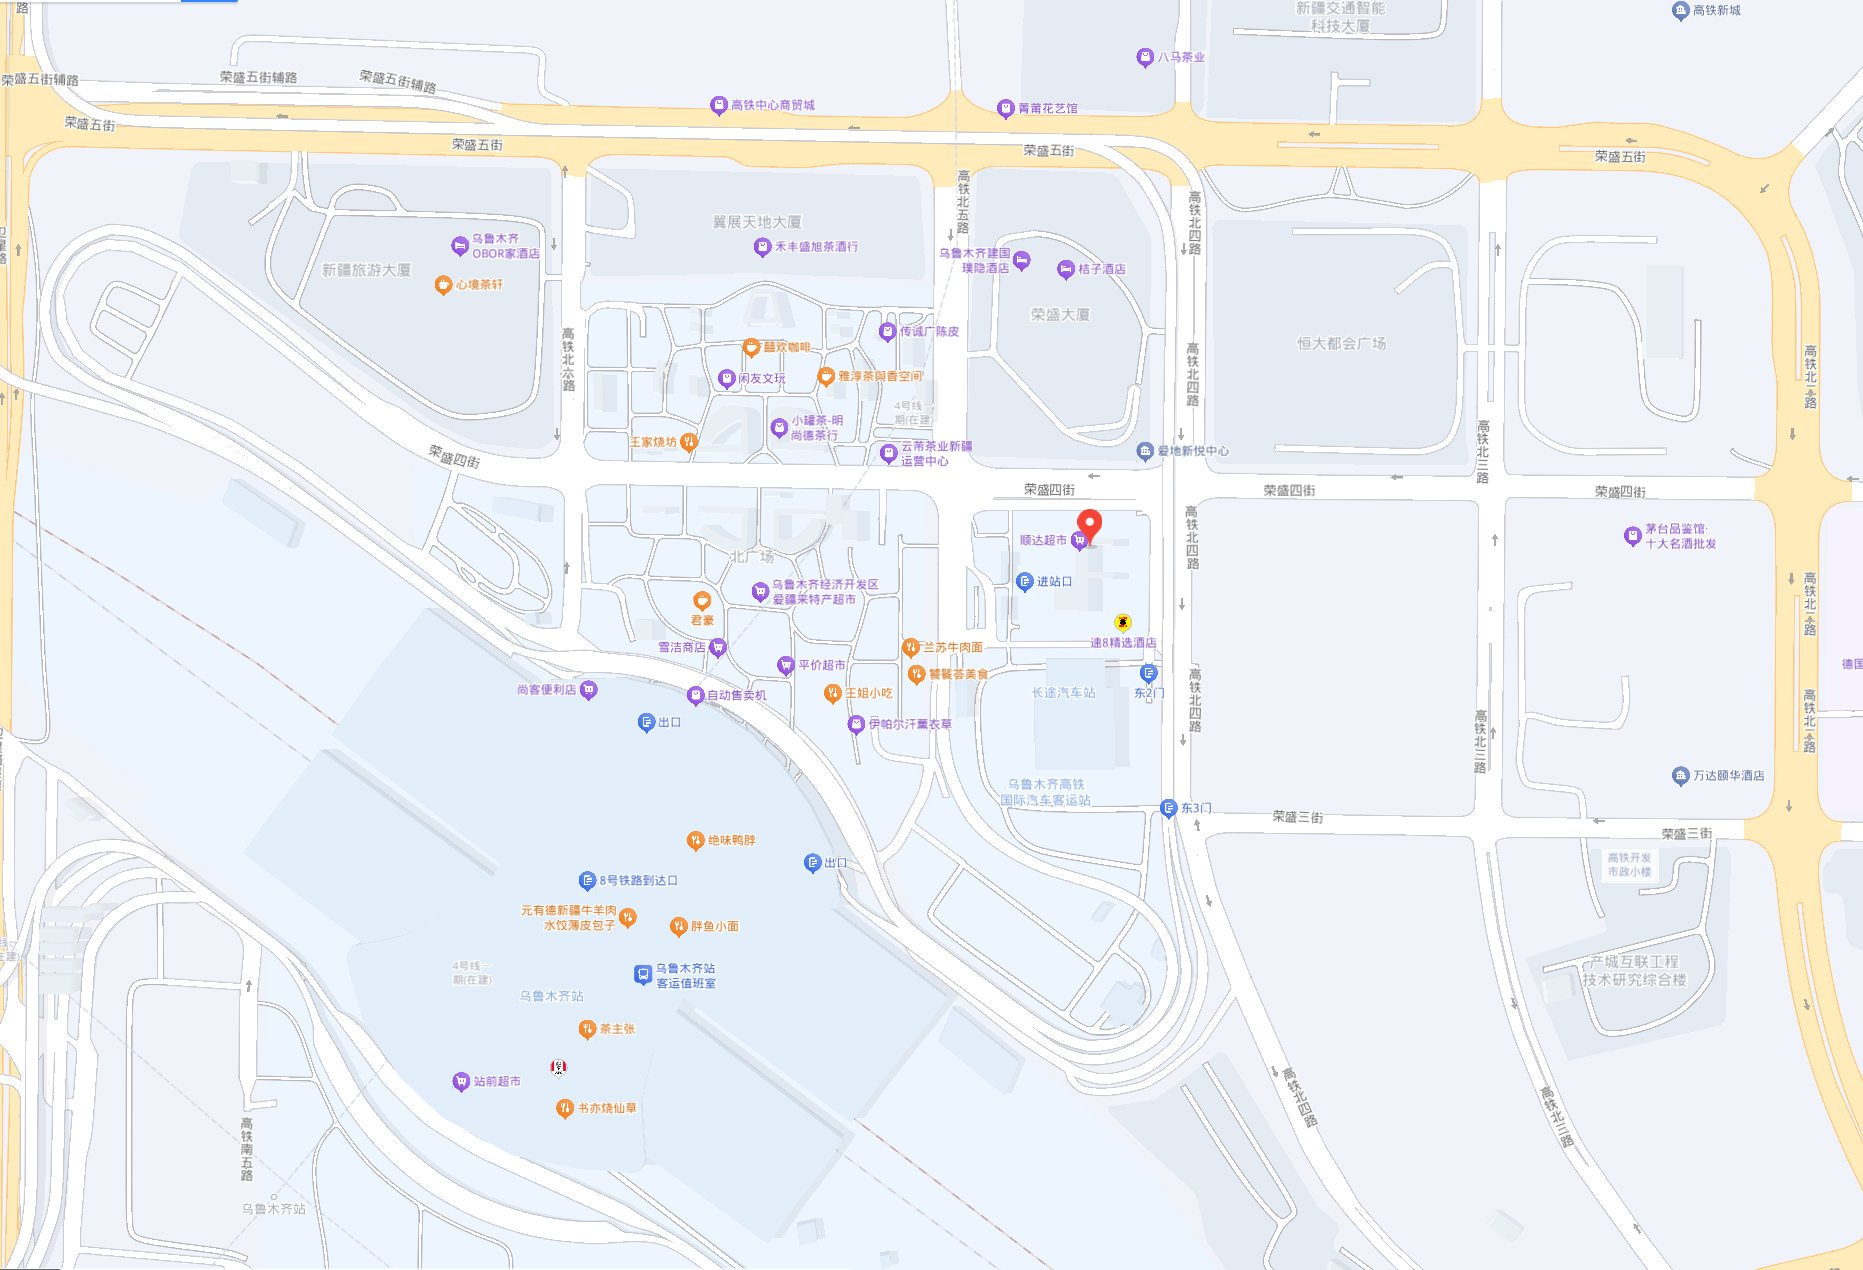 新疆交通智能
科技大厦
高铁新城
八马茶业
荣盛五街辅路
荣盛五街辅路
荣盛五街辅路
高铁中心商贸城
菁莆花艺馆
荣盛五街
荣盛五街
荣盛五街
荣盛五街
高铁北五路
高铁北四路
翼展天地大厦
禾丰盛旭茶酒行
乌鲁木齐
OBOR家酒店
新疆旅游大厦
心境茶轩
乌鲁木齐建国
璞隐酒店
桔子酒店
荣盛大厦
恒大都会广场
传诚广陈皮
囍欢咖啡
闲友文玩
雅淳茶與香空间
高铁北六路
高铁北四路
高铁北二路
4号线一
期(在建)
小罐茶-明
尚德茶行
王家烧坊
云芾茶业新疆
运营中心
爱地新悦中心
高铁北三路
荣盛四街
荣盛四街
荣盛四街
荣盛四街
顺达超市
高铁北四路
茅台品鉴馆·
十大名酒批发
北广场
进站口
乌鲁木齐经济开发区
爱疆来特产超市
君豪
高铁北二路
速8精选酒店
雪洁商店
兰苏牛肉面
平价超市
饕餮荟美食
德国
尚客便利店
自动售卖机
王姐小吃
长途汽车站
东2门
高铁北四路
出口
伊帕尔汗薰衣草
高铁北三路
高铁北二路
乌鲁木齐高铁
国际汽车客运站
万达颐华酒店
东3门
荣盛三街
荣盛三街
绝味鸭脖
出口
高铁开发
市政小楼
8号铁路到达口
元有德新疆牛羊肉
水饺薄皮包子
胖鱼小面
4号线一
期(在建)
乌鲁木齐站
客运值班室
乌鲁木齐站
产城互联工程
技术研究综合楼
茶主张
站前超市
书亦烧仙草
高铁北四路
高铁北三路
高铁南五路
乌鲁木齐站